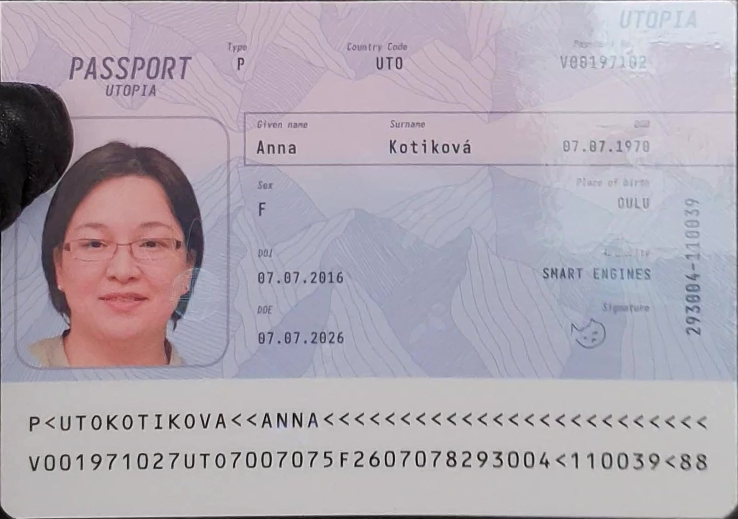 UTOPIA
Type Country Code Passport No
PASSPORT P UTO V00197102
UTOPIA
Given name Surname
Anna Kotiková 07.07.1970
Sex Place of birth
F OULU
DOI
07.07.2016 SMART ENGINES
DOE Signature
07.07.2026
293004-110039
P<UTOKOTIKOVA<<ANNA<<<<<<<<<<<<<<<<<<<<<<<<<
V001971027UTO7007075F2607078293004<110039<88